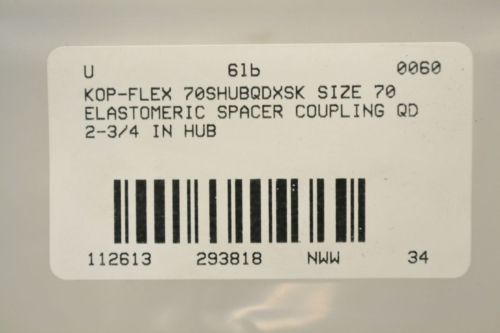 U 6lb 0060
KOP-FLEX 70SHUBQDXSK SIZE 70
ELASTOMERIC SPACER COUPLING QD
2-3/4 IN HUB
112613 293818 NWW 34